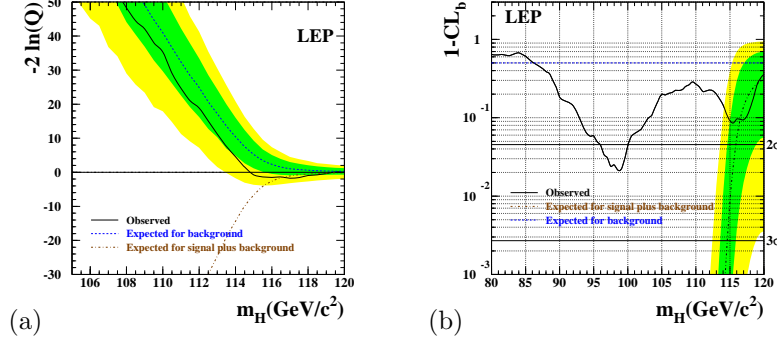 -2 ln(Q)
50
40
30
20
10
0
-10
-20
-30
LEP
Observed
Expected for background
Expected for signal plus background
106 108 110 112 114 116 118 120
m_H(GeV/c²)
(a)
1-CL_b
1
10⁻¹
10⁻²
10⁻³
LEP
2σ
3σ
Observed
Expected for signal plus background
Expected for background
80 85 90 95 100 105 110 115 120
m_H(GeV/c²)
(b)